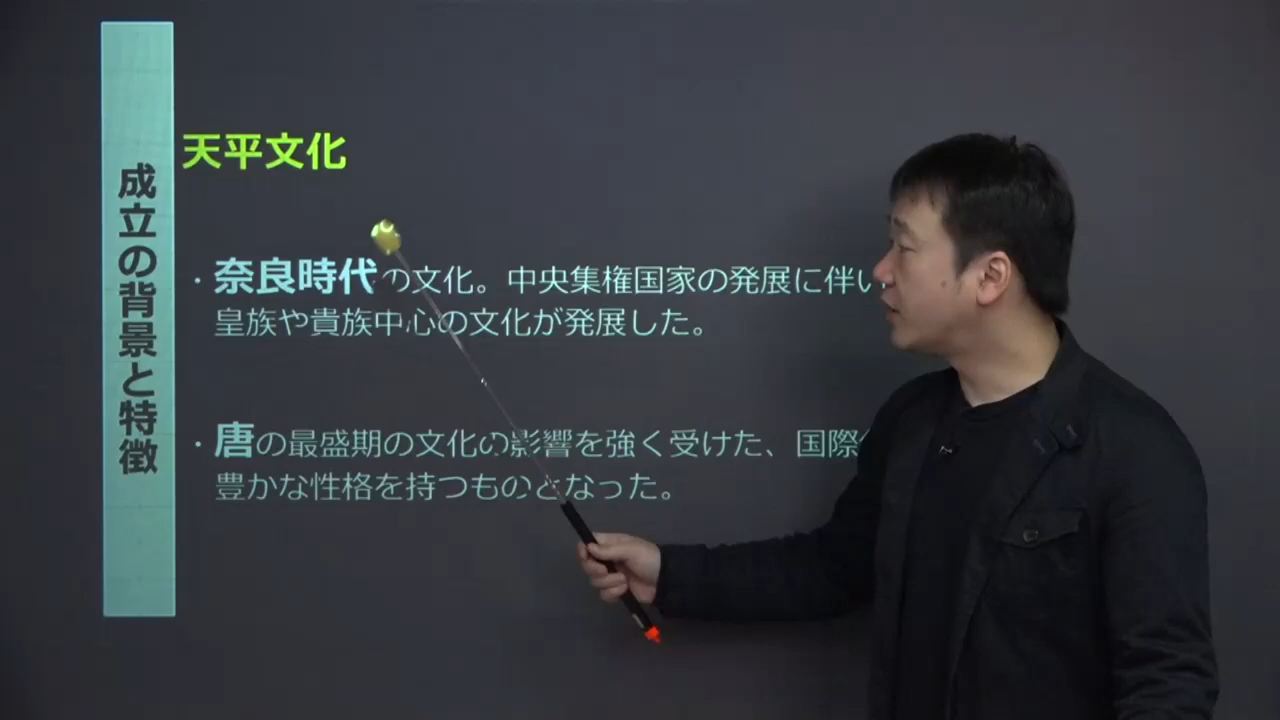 成立の背景と特徴
天平文化
・奈良時代の文化。中央集権国家の発展に伴い
皇族や貴族中心の文化が発展した。
・唐の最盛期の文化の影響を強く受けた、国際
豊かな性格を持つものとなった。